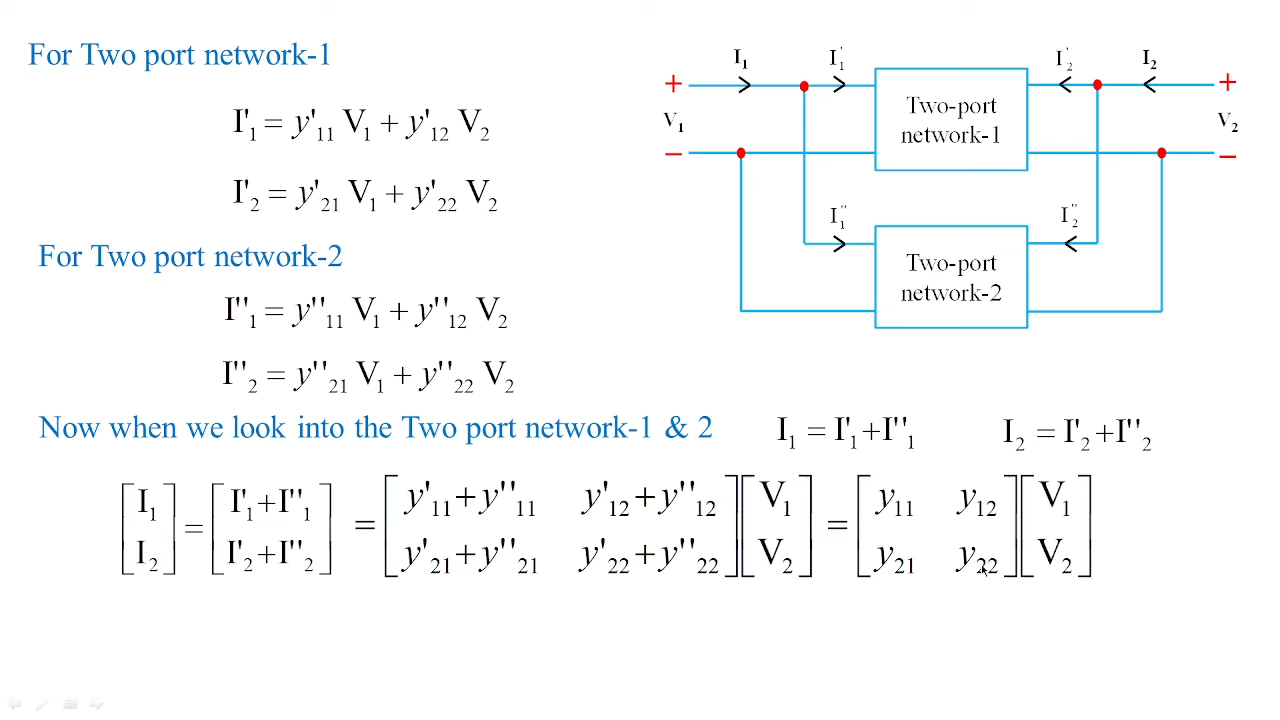 For Two port network-1
I'₁ = y'₁₁ V₁ + y'₁₂ V₂
I'₂ = y'₂₁ V₁ + y'₂₂ V₂
For Two port network-2
I''₁ = y''₁₁ V₁ + y''₁₂ V₂
I''₂ = y''₂₁ V₁ + y''₂₂ V₂
I₁ I₁' I₂' I₂
+ +
V₁ Two-port V₂
network-1
− −
I₁'' I₂''
Two-port
network-2
Now when we look into the Two port network-1 & 2 I₁ = I'₁+I''₁ I₂ = I'₂+I''₂
[I₁] = [I'₁+I''₁] = [y'₁₁+y''₁₁ y'₁₂+y''₁₂] [V₁] = [y₁₁ y₁₂] [V₁]
[I₂] [I'₂+I''₂] [y'₂₁+y''₂₁ y'₂₂+y''₂₂] [V₂] [y₂₁ y₂₂] [V₂]